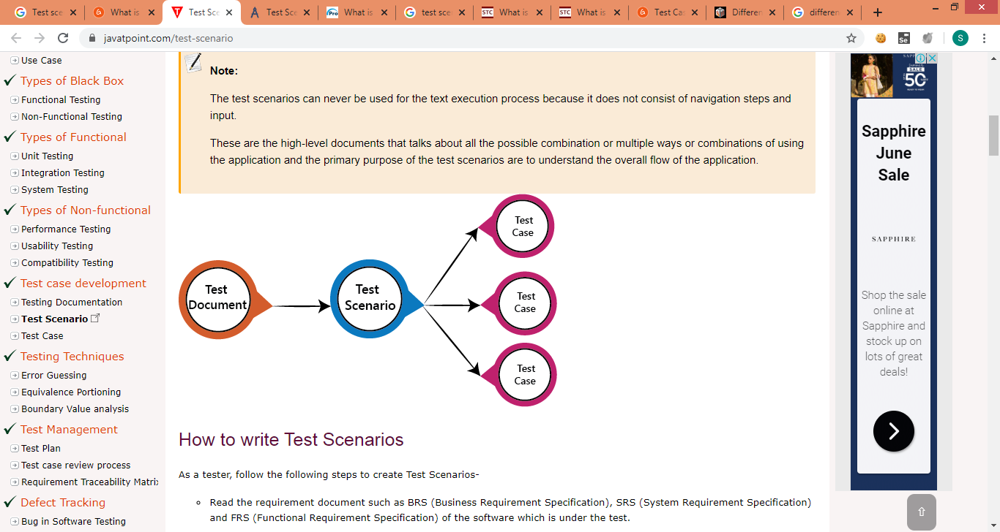 Test sce
What is
Test Sce
Test Sce
Pro
What is
test sce
STC
What is
STC
What is
Test Ca
Differen
differen
javatpoint.com/test-scenario
Se
S
Use Case
Types of Black Box
Functional Testing
Non-Functional Testing
Types of Functional
Unit Testing
Integration Testing
System Testing
Types of Non-functional
Performance Testing
Usability Testing
Compatibility Testing
Test case development
Testing Documentation
Test Scenario
Test Case
Testing Techniques
Error Guessing
Equivalence Portioning
Boundary Value analysis
Test Management
Test Plan
Test case review process
Requirement Traceability Matri
Defect Tracking
Bug in Software Testing
Note:
The test scenarios can never be used for the text execution process because it does not consist of navigation steps and
input.
These are the high-level documents that talks about all the possible combination or multiple ways or combinations of using
the application and the primary purpose of the test scenarios are to understand the overall flow of the application.
Test
Document
Test
Scenario
Test
Case
Test
Case
Test
Case
How to write Test Scenarios
As a tester, follow the following steps to create Test Scenarios-
Read the requirement document such as BRS (Business Requirement Specification), SRS (System Requirement Specification)
and FRS (Functional Requirement Specification) of the software which is under the test.
SALE
50
Sapphire
June
Sale
SAPPHIRE
Shop the sale
online at
Sapphire and
stock up on
lots of great
deals!